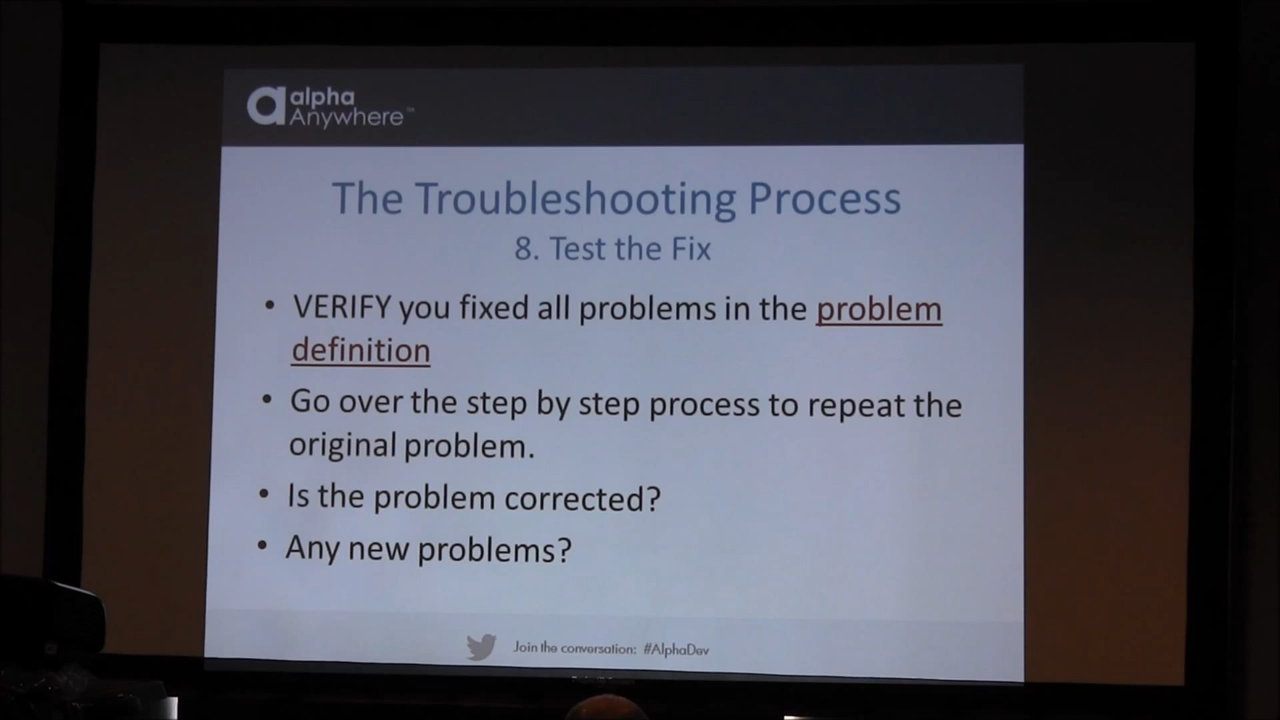 alpha
Anywhere™
The Troubleshooting Process
8. Test the Fix
• VERIFY you fixed all problems in the problem
definition
• Go over the step by step process to repeat the
original problem.
• Is the problem corrected?
• Any new problems?
Join the conversation: #AlphaDev